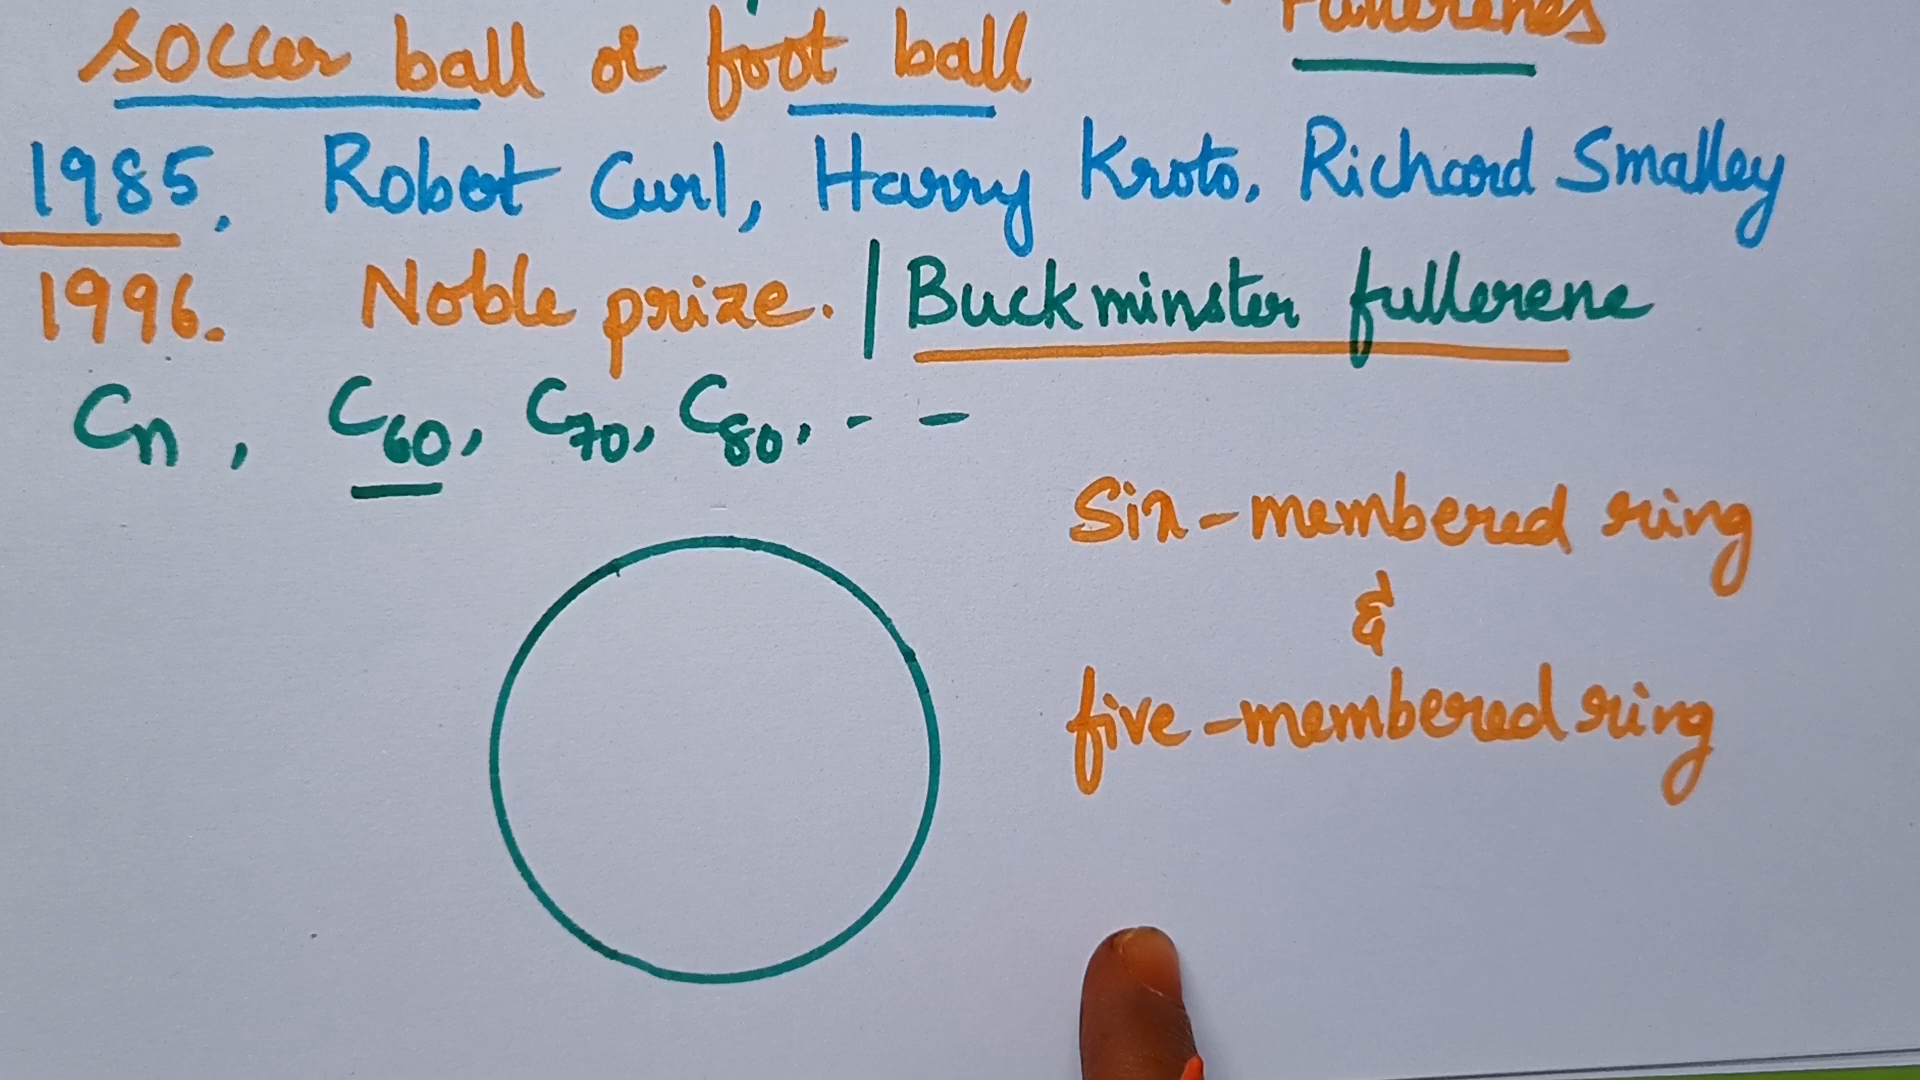 Fullerenes
soccer ball or foot ball
1985, Robert Curl, Harry Kroto, Richard Smalley
1996. Noble prize. | Buckminster fullerene
Cn, C60, C70, C80, - -
Six-membered ring
&
five-membered ring